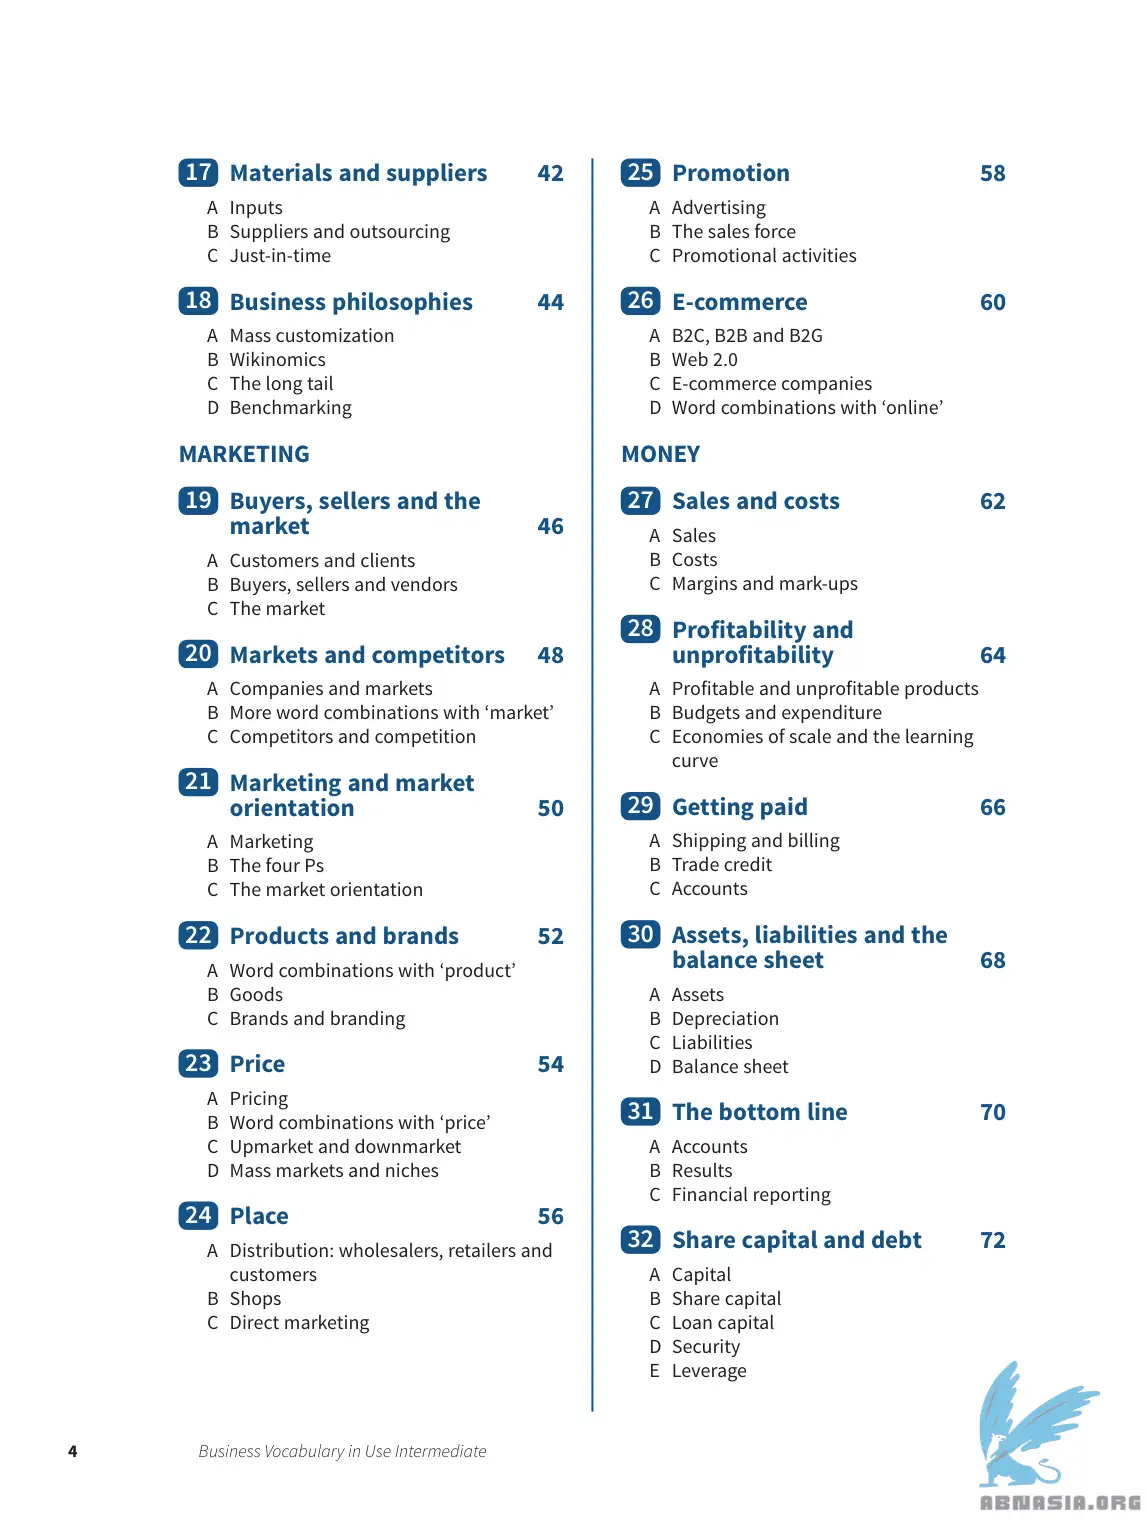 17 Materials and suppliers 42
A Inputs
B Suppliers and outsourcing
C Just-in-time
18 Business philosophies 44
A Mass customization
B Wikinomics
C The long tail
D Benchmarking
MARKETING
19 Buyers, sellers and the
market 46
A Customers and clients
B Buyers, sellers and vendors
C The market
20 Markets and competitors 48
A Companies and markets
B More word combinations with ‘market’
C Competitors and competition
21 Marketing and market
orientation 50
A Marketing
B The four Ps
C The market orientation
22 Products and brands 52
A Word combinations with ‘product’
B Goods
C Brands and branding
23 Price 54
A Pricing
B Word combinations with ‘price’
C Upmarket and downmarket
D Mass markets and niches
24 Place 56
A Distribution: wholesalers, retailers and
customers
B Shops
C Direct marketing
25 Promotion 58
A Advertising
B The sales force
C Promotional activities
26 E-commerce 60
A B2C, B2B and B2G
B Web 2.0
C E-commerce companies
D Word combinations with ‘online’
MONEY
27 Sales and costs 62
A Sales
B Costs
C Margins and mark-ups
28 Profitability and
unprofitability 64
A Profitable and unprofitable products
B Budgets and expenditure
C Economies of scale and the learning
curve
29 Getting paid 66
A Shipping and billing
B Trade credit
C Accounts
30 Assets, liabilities and the
balance sheet 68
A Assets
B Depreciation
C Liabilities
D Balance sheet
31 The bottom line 70
A Accounts
B Results
C Financial reporting
32 Share capital and debt 72
A Capital
B Share capital
C Loan capital
D Security
E Leverage
4 Business Vocabulary in Use Intermediate
ABNASIA.ORG